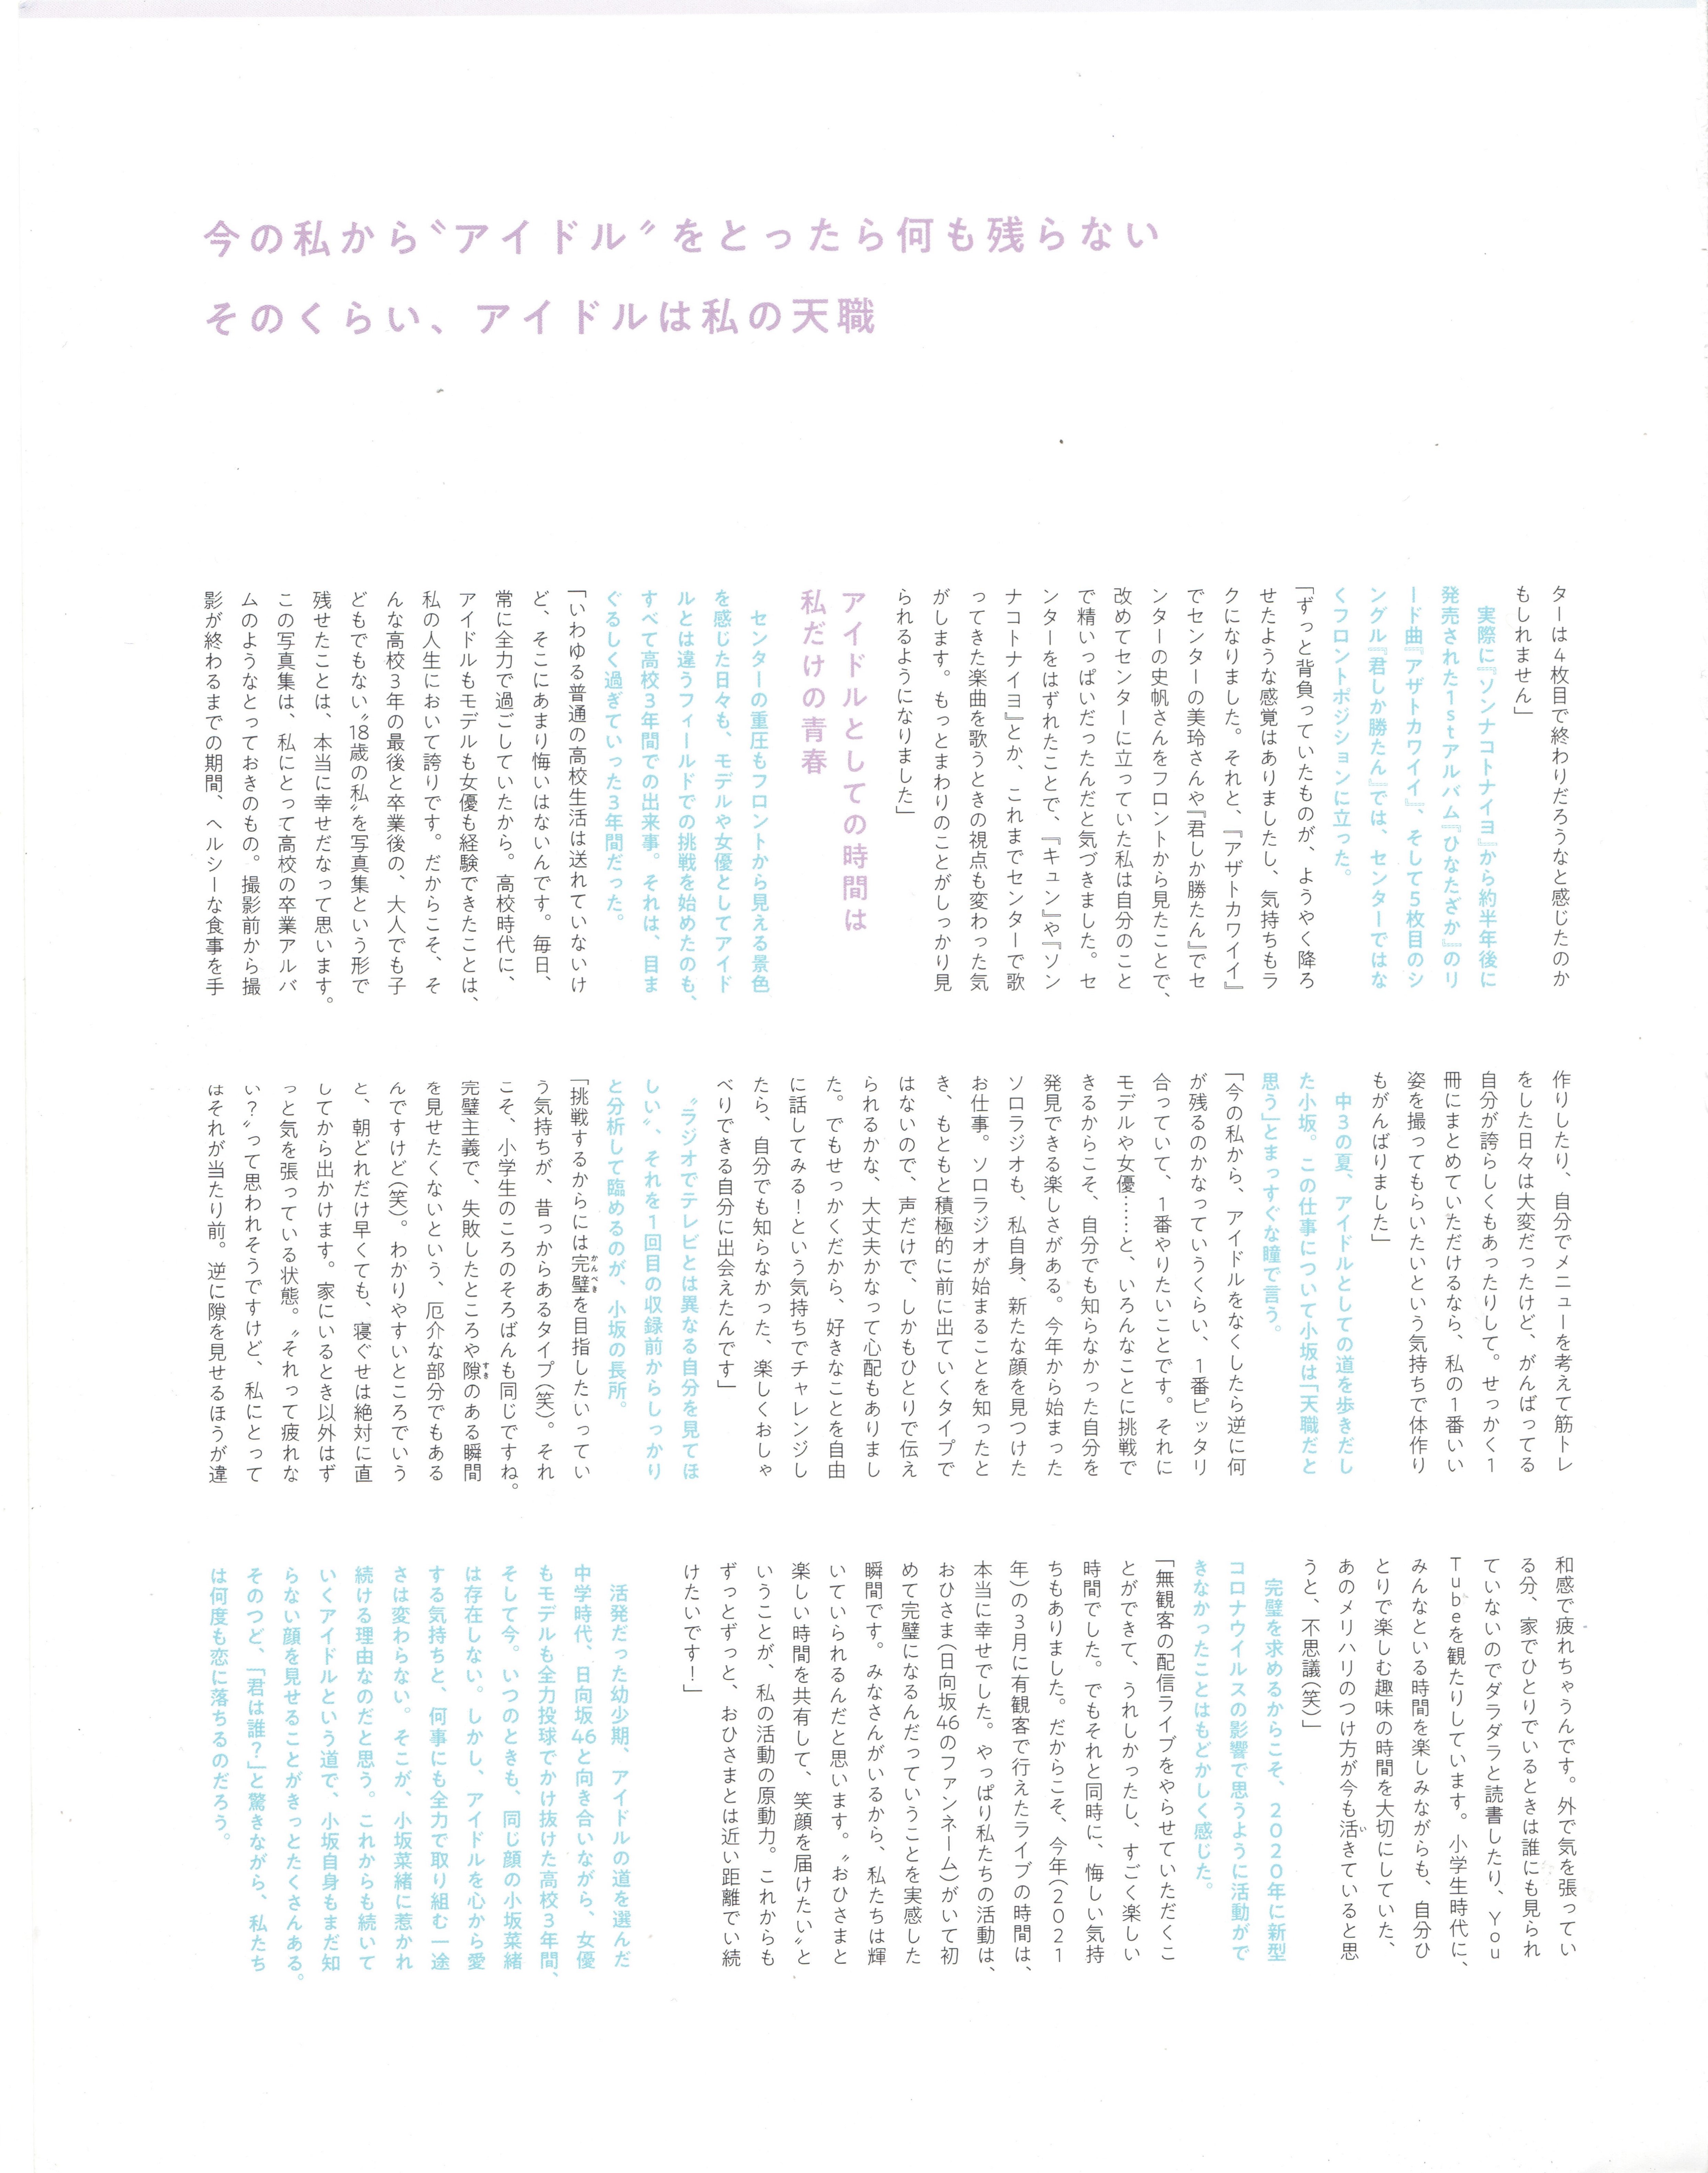 今の私から〝アイドル〟をとったら何も残らない
そのくらい、アイドルは私の天職
ターは4枚目で終わりだろうなと感じたのか
もしれません」
実際に『ソンナコトナイヨ』から約半年後に
発売された1stアルバム『ひなたざか』のリ
ード曲『アザトカワイイ』、そして5枚目のシ
ングル『君しか勝たん』では、センターではな
くフロントポジションに立った。
「ずっと背負っていたものが、ようやく降ろ
せたような感覚はありましたし、気持ちもラ
クになりました。それと、『アザトカワイイ』
でセンターの美玲さんや『君しか勝たん』でセ
ンターの史帆さんをフロントから見たことで、
改めてセンターに立っていた私は自分のこと
で精いっぱいだったんだと気づきました。セ
ンターをはずれたことで、『キュン』や『ソン
ナコトナイヨ』とか、これまでセンターで歌
ってきた楽曲を歌うときの視点も変わった気
がします。もっとまわりのことがしっかり見
られるようになりました」
アイドルとしての時間は
私だけの青春
センターの重圧もフロントから見える景色
を感じた日々も、モデルや女優としてアイド
ルとは違うフィールドでの挑戦を始めたのも、
すべて高校3年間での出来事。それは、目ま
ぐるしく過ぎていった3年間だった。
「いわゆる普通の高校生活は送れていないけ
ど、そこにあまり悔いはないんです。毎日、
常に全力で過ごしていたから。高校時代に、
アイドルもモデルも女優も経験できたことは、
私の人生において誇りです。だからこそ、そ
んな高校3年の最後と卒業後の、大人でも子
どもでもない〝18歳の私〟を写真集という形で
残せたことは、本当に幸せだなって思います。
この写真集は、私にとって高校の卒業アルバ
ムのようなとっておきのもの。撮影前から撮
影が終わるまでの期間、ヘルシーな食事を手
作りしたり、自分でメニューを考えて筋トレ
をした日々は大変だったけど、がんばってる
自分が誇らしくもあったりして。せっかく1
冊にまとめていただけるなら、私の1番いい
姿を撮ってもらいたいという気持ちで体作り
もがんばりました」
中3の夏、アイドルとしての道を歩きだし
た小坂。この仕事について小坂は「天職だと
思う」とまっすぐな瞳で言う。
「今の私から、アイドルをなくしたら逆に何
が残るのかなっていうくらい、1番ピッタリ
合っていて、1番やりたいことです。それに
モデルや女優……と、いろんなことに挑戦で
きるからこそ、自分でも知らなかった自分を
発見できる楽しさがある。今年から始まった
ソロラジオも、私自身、新たな顔を見つけた
お仕事。ソロラジオが始まることを知ったと
き、もともと積極的に前に出ていくタイプで
はないので、声だけで、しかもひとりで伝え
られるかな、大丈夫かなって心配もありまし
た。でもせっかくだから、好きなことを自由
に話してみる！という気持ちでチャレンジし
たら、自分でも知らなかった、楽しくおしゃ
べりできる自分に出会えたんです」
〝ラジオでテレビとは異なる自分を見てほ
しい〟、それを1回目の収録前からしっかり
と分析して臨めるのが、小坂の長所。
「挑戦するからには完璧を目指したいってい
う気持ちが、昔っからあるタイプ（笑）。それ
こそ、小学生のころのそろばんも同じですね。
完璧主義で、失敗したところや隙のある瞬間
を見せたくないという、厄介な部分でもある
んですけど（笑）。わかりやすいところでいう
と、朝どれだけ早くても、寝ぐせは絶対に直
してから出かけます。家にいるとき以外はず
っと気を張っている状態。〝それって疲れな
い？〟って思われそうですけど、私にとって
はそれが当たり前。逆に隙を見せるほうが違
和感で疲れちゃうんです。外で気を張ってい
る分、家でひとりでいるときは誰にも見られ
ていないのでダラダラと読書したり、You
Tubeを観たりしています。小学生時代に、
みんなといる時間を楽しみながらも、自分ひ
とりで楽しむ趣味の時間を大切にしていた、
あのメリハリのつけ方が今も活きていると思
うと、不思議（笑）」
完璧を求めるからこそ、2020年に新型
コロナウイルスの影響で思うように活動がで
きなかったことはもどかしく感じた。
「無観客の配信ライブをやらせていただくこ
とができて、うれしかったし、すごく楽しい
時間でした。でもそれと同時に、悔しい気持
ちもありました。だからこそ、今年（2021
年）の3月に有観客で行えたライブの時間は、
本当に幸せでした。やっぱり私たちの活動は、
おひさま（日向坂46のファンネーム）がいて初
めて完璧になるんだっていうことを実感した
瞬間です。みなさんがいるから、私たちは輝
いていられるんだと思います。〝おひさまと
楽しい時間を共有して、笑顔を届けたい〟と
いうことが、私の活動の原動力。これからも
ずっとずっと、おひさまとは近い距離でい続
けたいです！」
活発だった幼少期、アイドルの道を選んだ
中学時代、日向坂46と向き合いながら、女優
もモデルも全力投球でかけ抜けた高校3年間、
そして今。いつのときも、同じ顔の小坂菜緒
は存在しない。しかし、アイドルを心から愛
する気持ちと、何事にも全力で取り組む一途
さは変わらない。そこが、小坂菜緒に惹かれ
続ける理由なのだと思う。これからも続いて
いくアイドルという道で、小坂自身もまだ知
らない顔を見せることがきっとたくさんある。
そのつど、「君は誰？」と驚きながら、私たち
は何度も恋に落ちるのだろう。